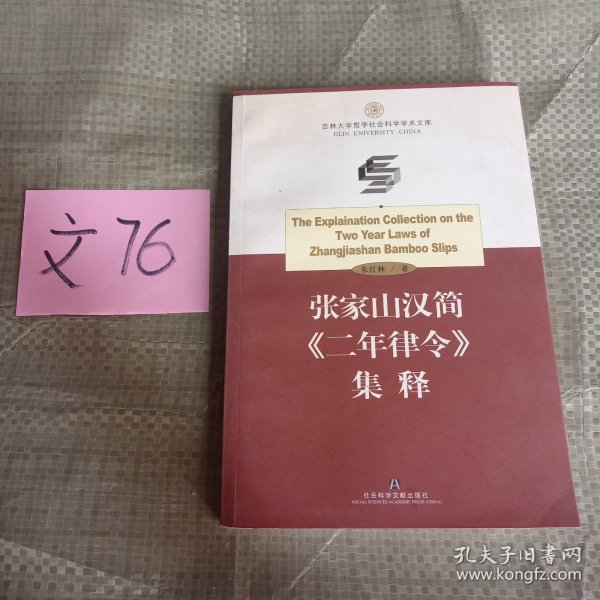 文76
吉林大学哲学社会科学学术文库
JILIN UNIVERSITY·CHINA
The Explaination Collection on the
Two Year Laws of
Zhangjiashan Bamboo Slips
朱红林 / 著
张家山汉简
《二年律令》
集释
社会科学文献出版社
SOCIAL SCIENCES ACADEMIC PRESS (CHINA)
孔夫子旧书网
www.kongfz.com